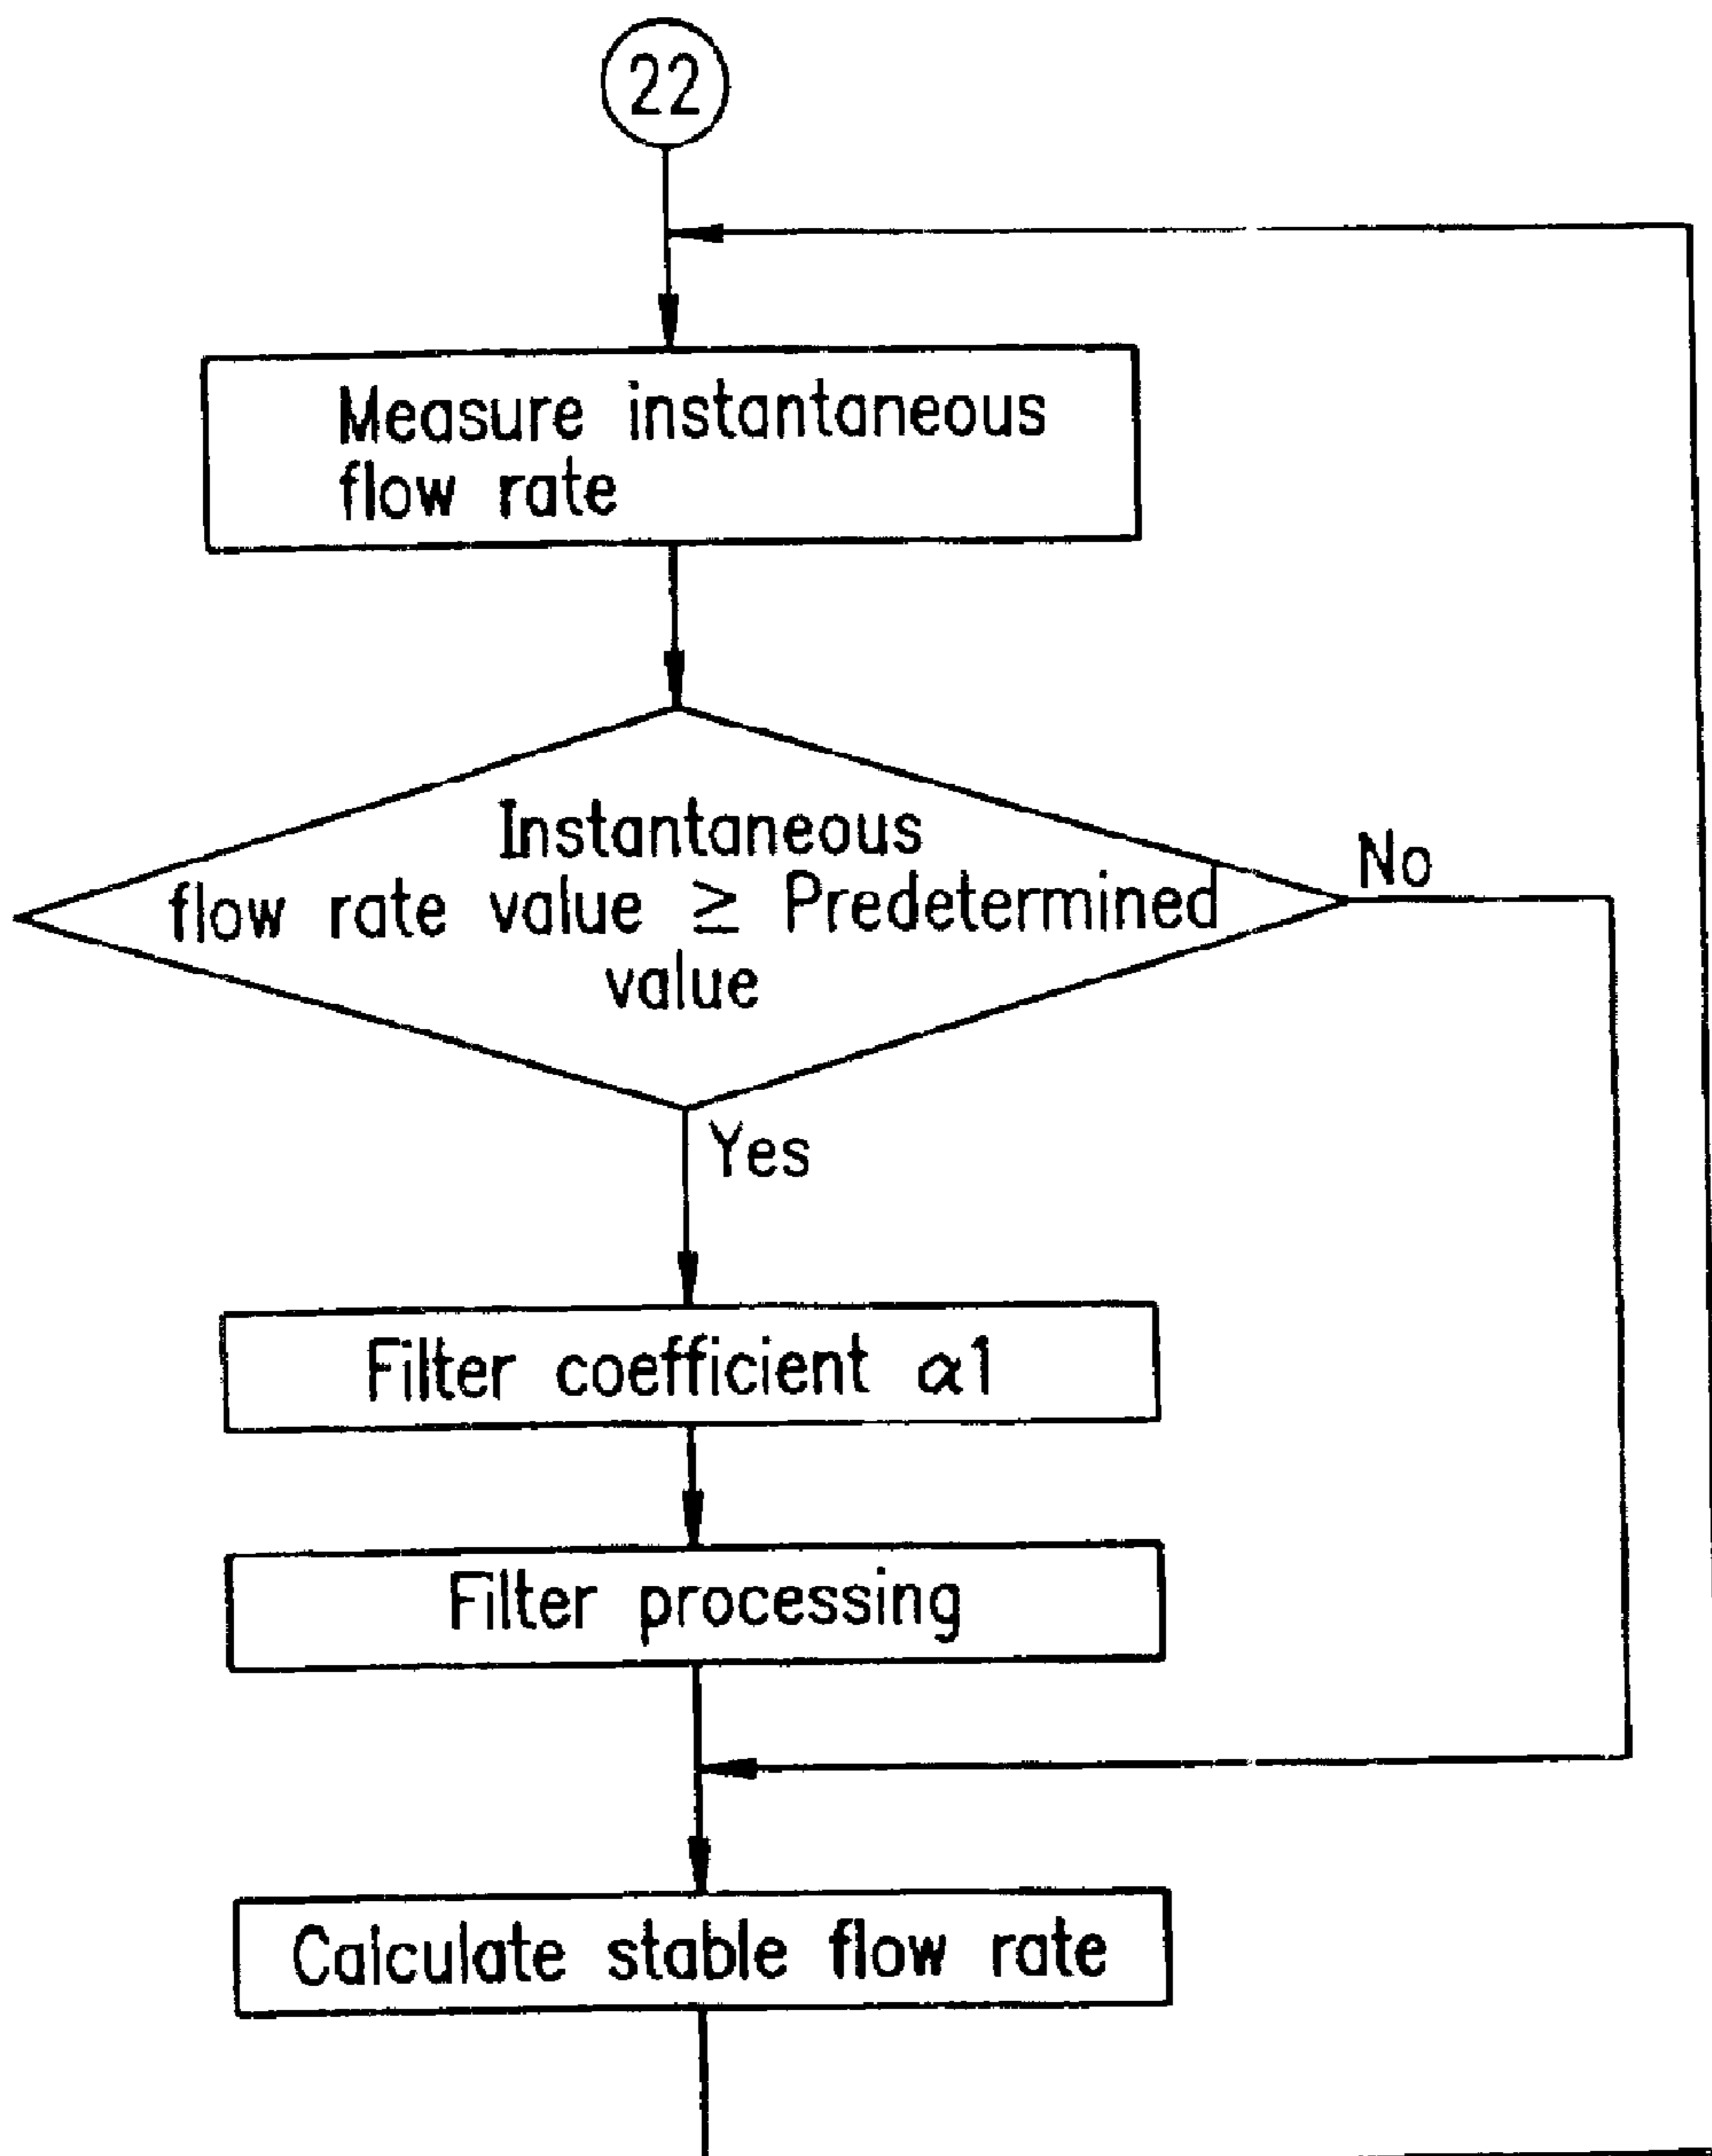 22
Measure instantaneous
flow rate
Instantaneous
flow rate value ≥ Predetermined
value
No
Yes
Filter coefficient α1
Filter processing
Calculate stable flow rate